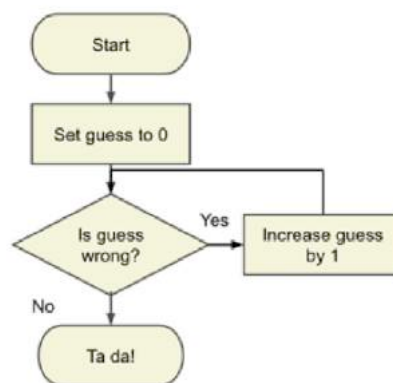 Start
Set guess to 0
Is guess
wrong?
Yes
Increase guess
by 1
No
Ta da!